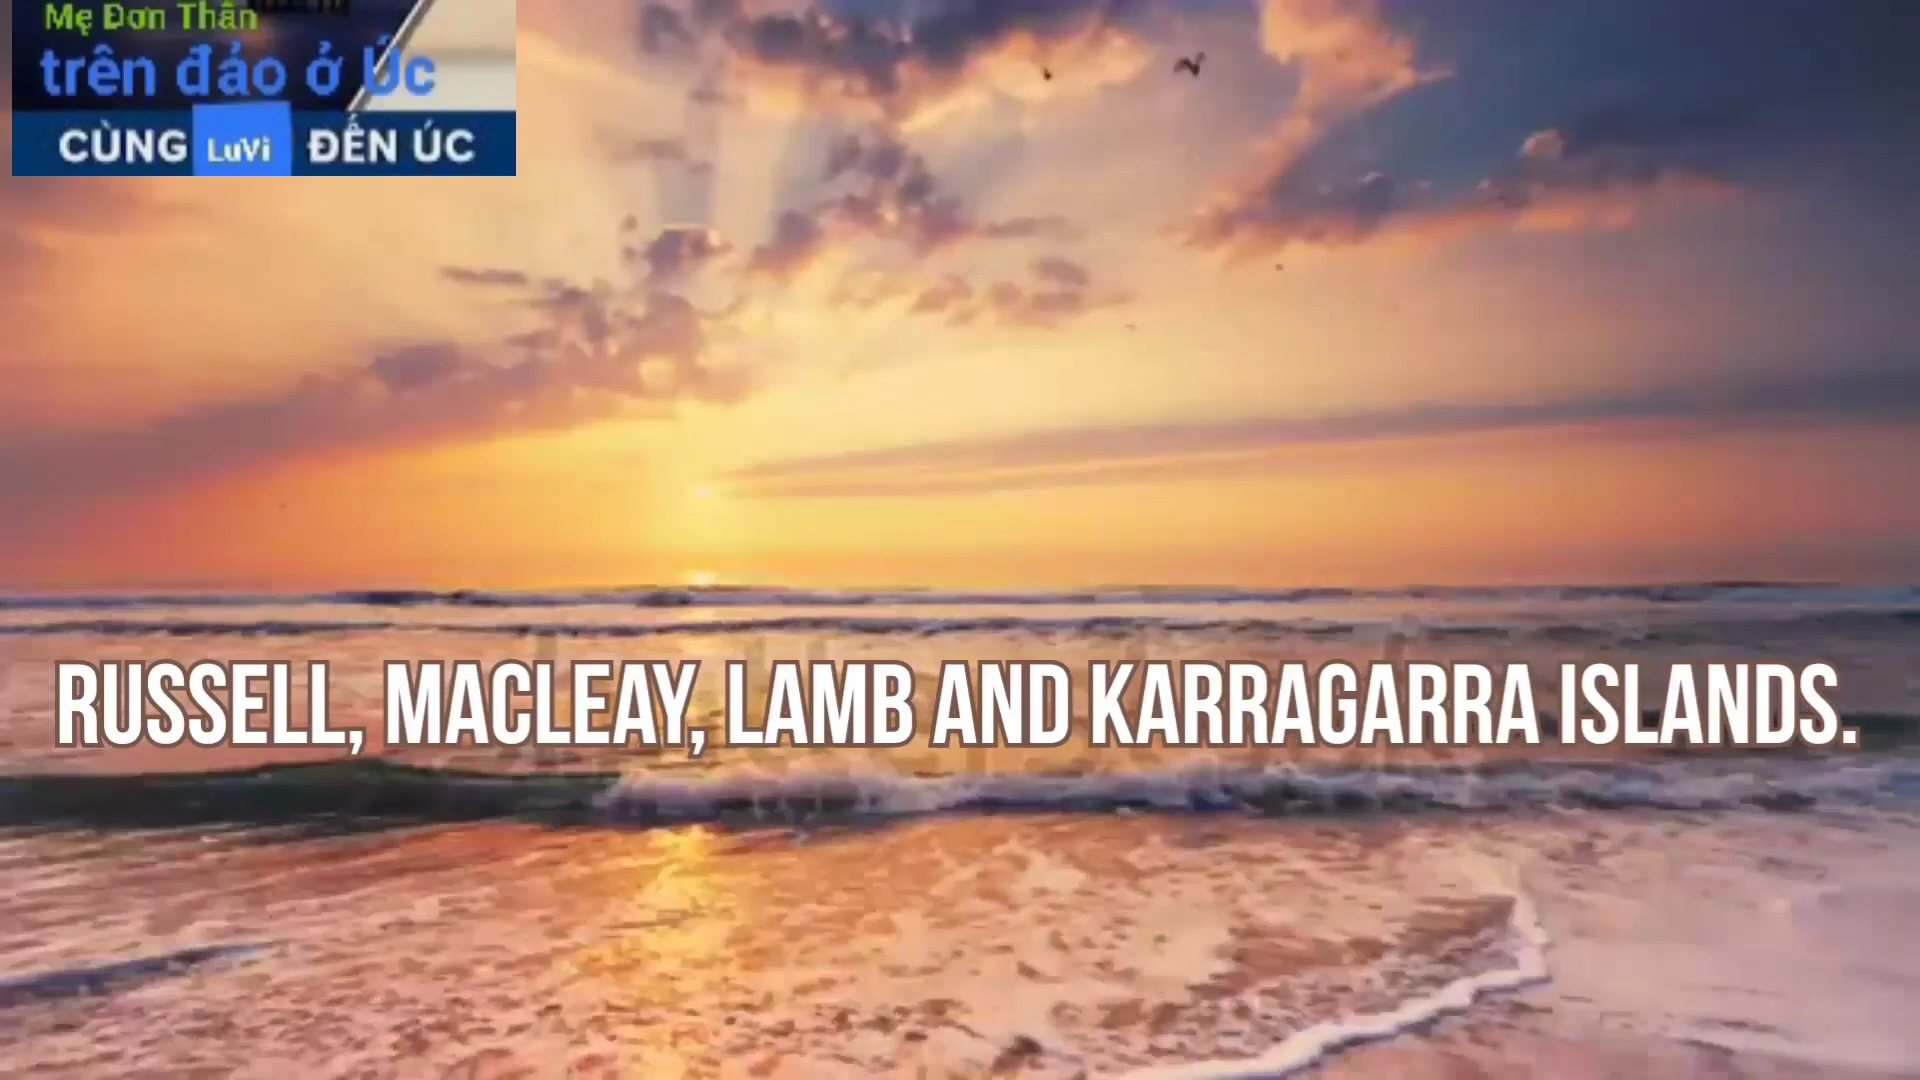 Mẹ Đơn Thân
trên đảo ở Úc
CÙNG LuVi ĐẾN ÚC
RUSSELL, MACLEAY, LAMB AND KARRAGARRA ISLANDS.